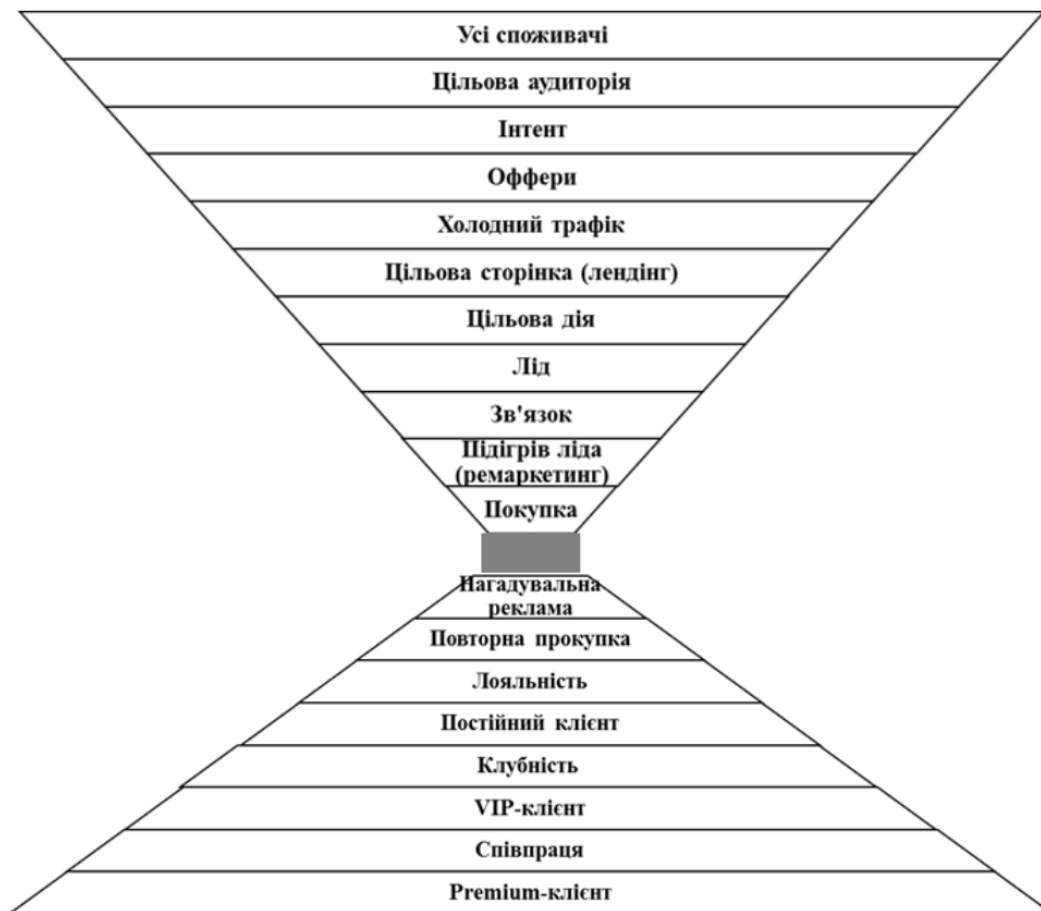 Усі споживачі
Цільова аудиторія
Інтент
Оффери
Холодний трафік
Цільова сторінка (лендінг)
Цільова дія
Лід
Зв'язок
Підігрів ліда
(ремаркетинг)
Покупка
Нагадувальна
реклама
Повторна прокупка
Лояльність
Постійний клієнт
Клубність
VIP-клієнт
Співпраця
Premium-клієнт